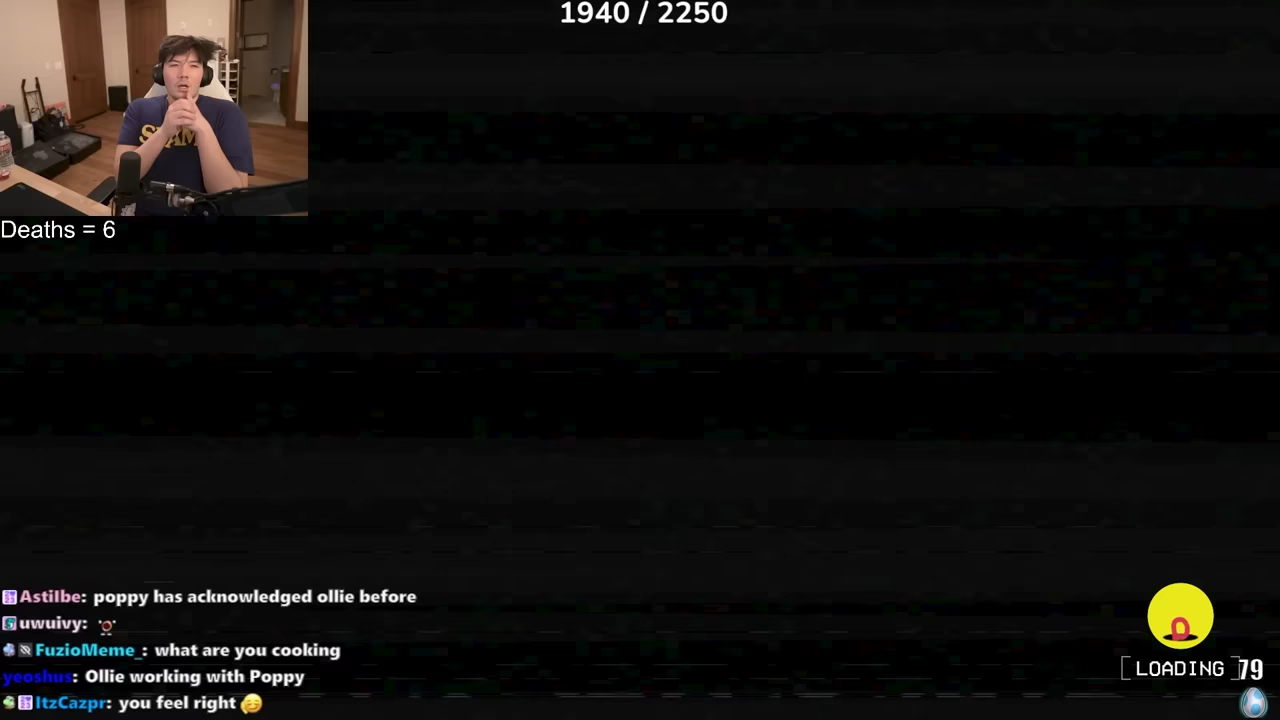 1940 / 2250
Deaths = 6
Astilbe: poppy has acknowledged ollie before
uwuivy:
FuzioMeme_: what are you cooking
yeoshus: Ollie working with Poppy
ItzCazpr: you feel right
[ LOADING ]
79